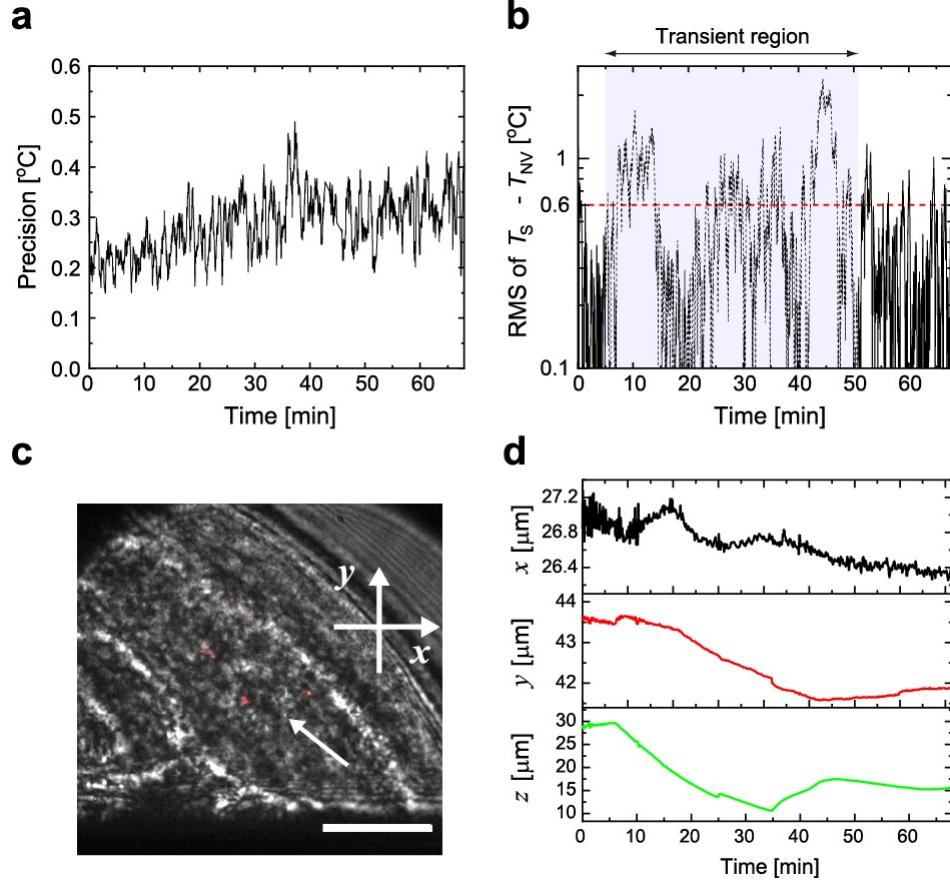 a
0.6
0.5
0.4
0.3
0.2
0.1
0.0
Precision [ºC]
0 10 20 30 40 50 60
Time [min]
b
Transient region
1
0.6
0.1
RMS of TS - TNV [ºC]
0 10 20 30 40 50 60
Time [min]
c
y
x
d
27.2
26.8
26.4
x [µm]
44
43
42
y [µm]
30
25
20
15
10
z [µm]
0 10 20 30 40 50 60
Time [min]